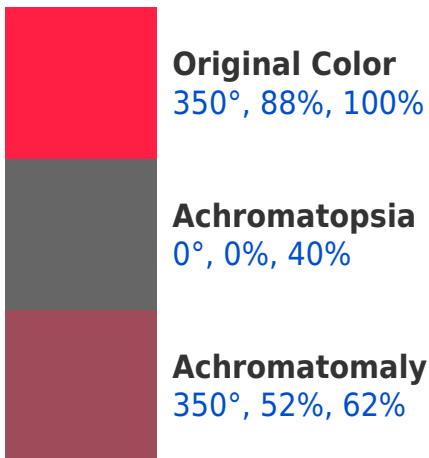 Original Color
350°, 88%, 100%
Achromatopsia
0°, 0%, 40%
Achromatomaly
350°, 52%, 62%